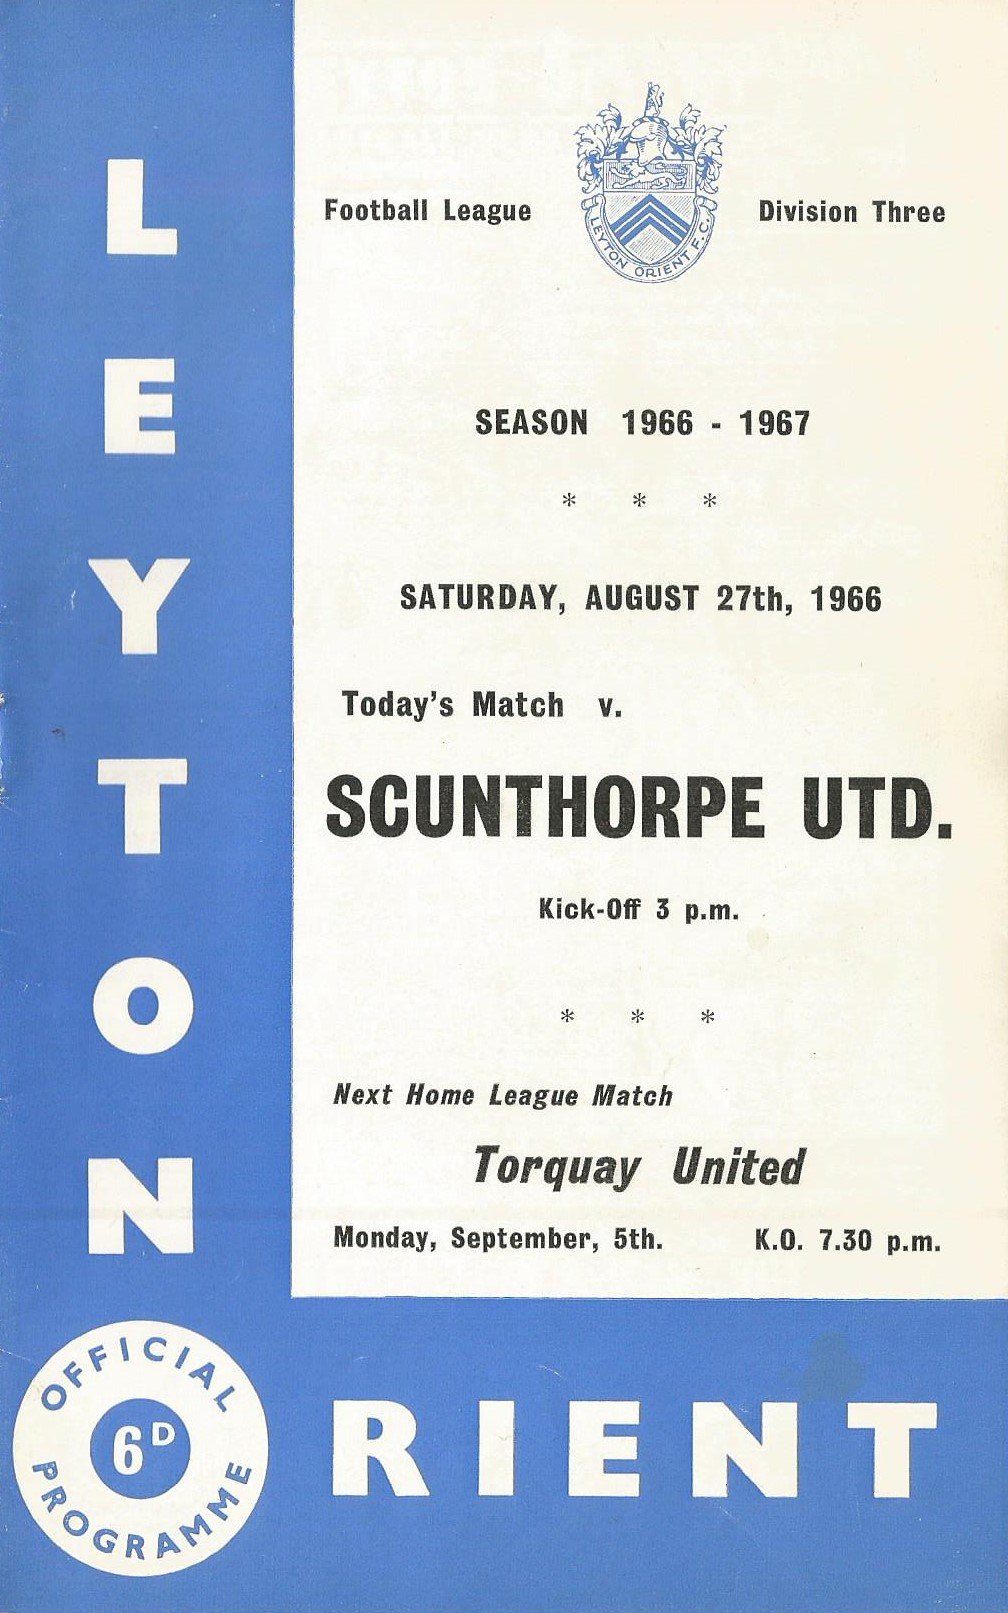 LEYTON
Football League
Division Three
LEYTON ORIENT F.C.
SEASON 1966 - 1967
* * *
SATURDAY, AUGUST 27th, 1966
Today's Match v.
SCUNTHORPE UTD.
Kick-Off 3 p.m.
* * *
Next Home League Match
Torquay United
Monday, September, 5th. K.O. 7.30 p.m.
OFFICIAL
6D
PROGRAMME
RIENT